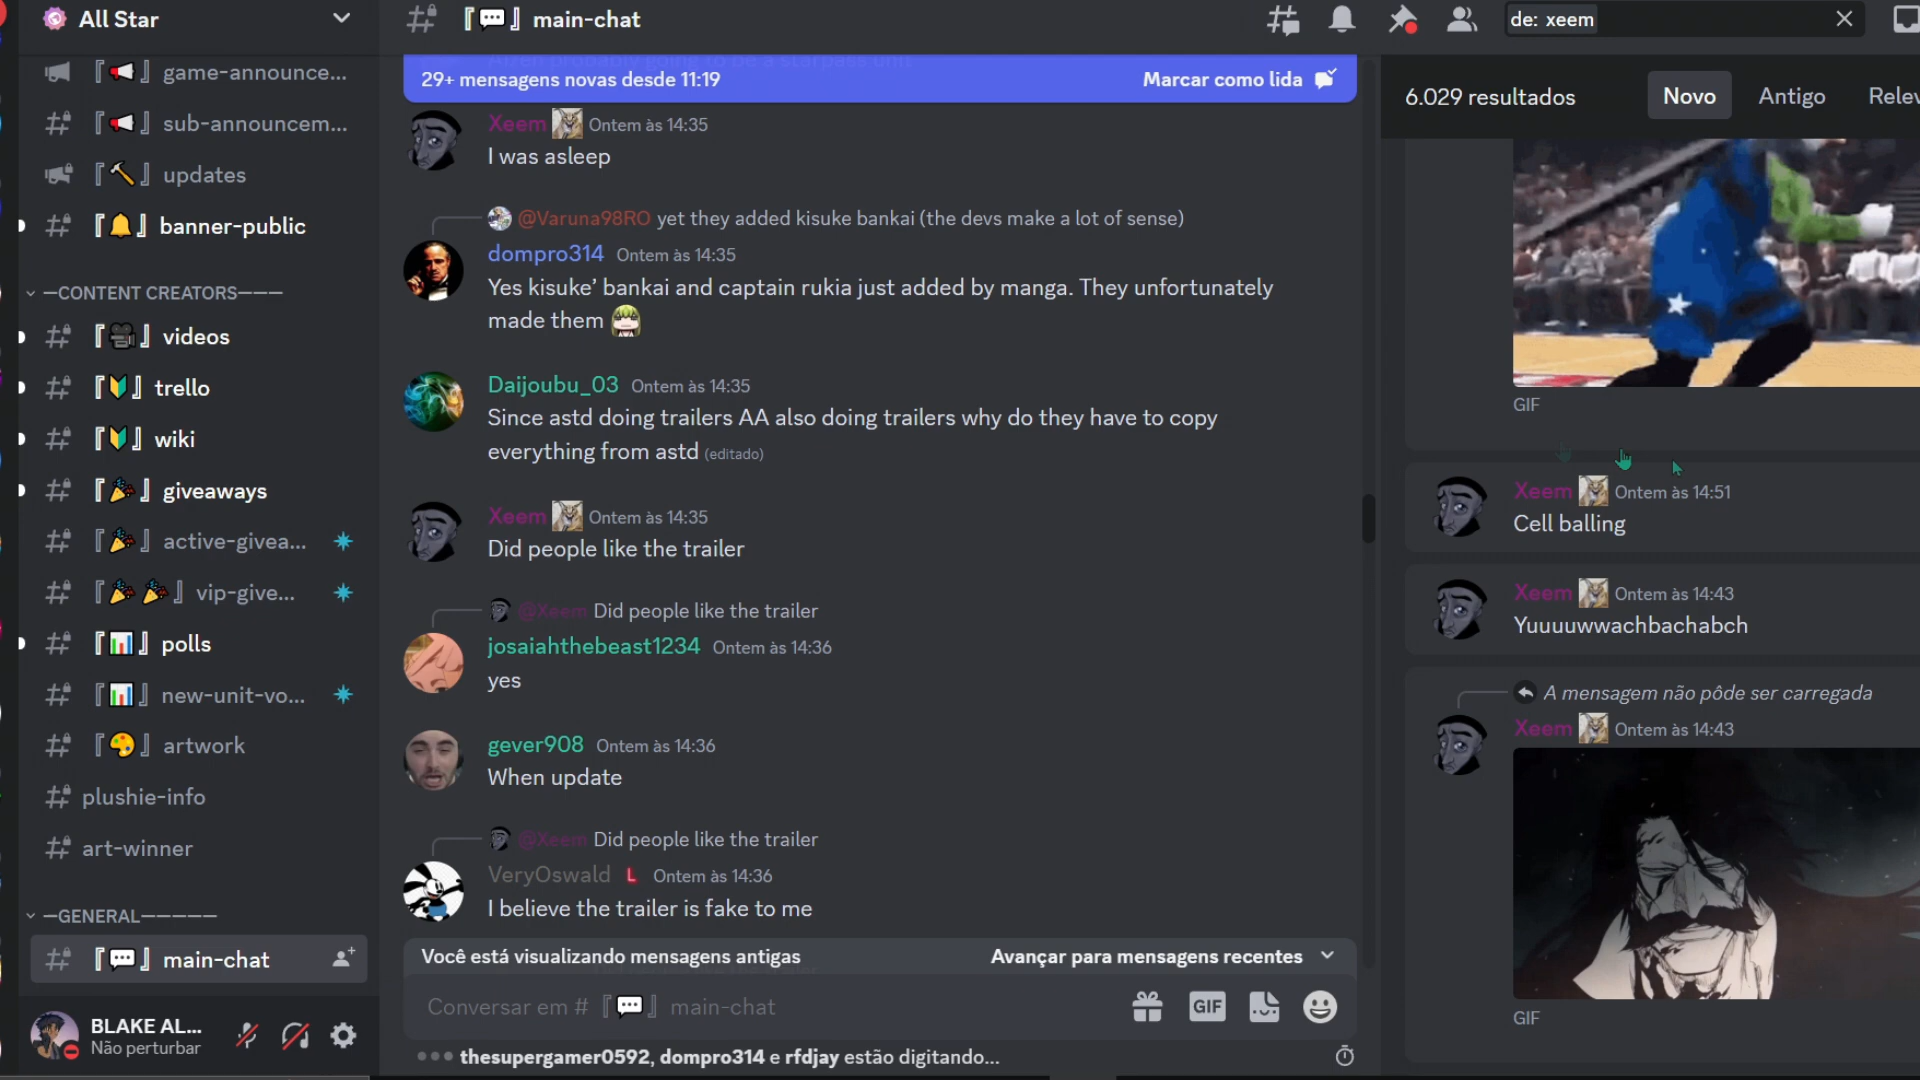 All Star
game-announce...
sub-announcem...
updates
banner-public
—CONTENT CREATORS———
videos
trello
wiki
giveaways
active-givea...
vip-give...
polls
new-unit-vo...
artwork
plushie-info
art-winner
—GENERAL—————
main-chat
BLAKE AL...
Não perturbar
main-chat
Aizen probably going to be a starpass unit
29+ mensagens novas desde 11:19
Marcar como lida
Xeem Ontem às 14:35
I was asleep
@Varuna98RO yet they added kisuke bankai (the devs make a lot of sense)
dompro314 Ontem às 14:35
Yes kisuke’ bankai and captain rukia just added by manga. They unfortunately
made them
Daijoubu_03 Ontem às 14:35
Since astd doing trailers AA also doing trailers why do they have to copy
everything from astd (editado)
Xeem Ontem às 14:35
Did people like the trailer
@Xeem Did people like the trailer
josaiahthebeast1234 Ontem às 14:36
yes
gever908 Ontem às 14:36
When update
@Xeem Did people like the trailer
VeryOswald L Ontem às 14:36
I believe the trailer is fake to me
Você está visualizando mensagens antigas
Avançar para mensagens recentes
Conversar em # 『💬』 main-chat
GIF
thesupergamer0592, dompro314 e rfdjay estão digitando...
de: xeem
6.029 resultados
Novo
Antigo
Relev
GIF
Xeem Ontem às 14:51
Cell balling
Xeem Ontem às 14:43
Yuuuuwwachbachabch
A mensagem não pôde ser carregada
Xeem Ontem às 14:43
GIF